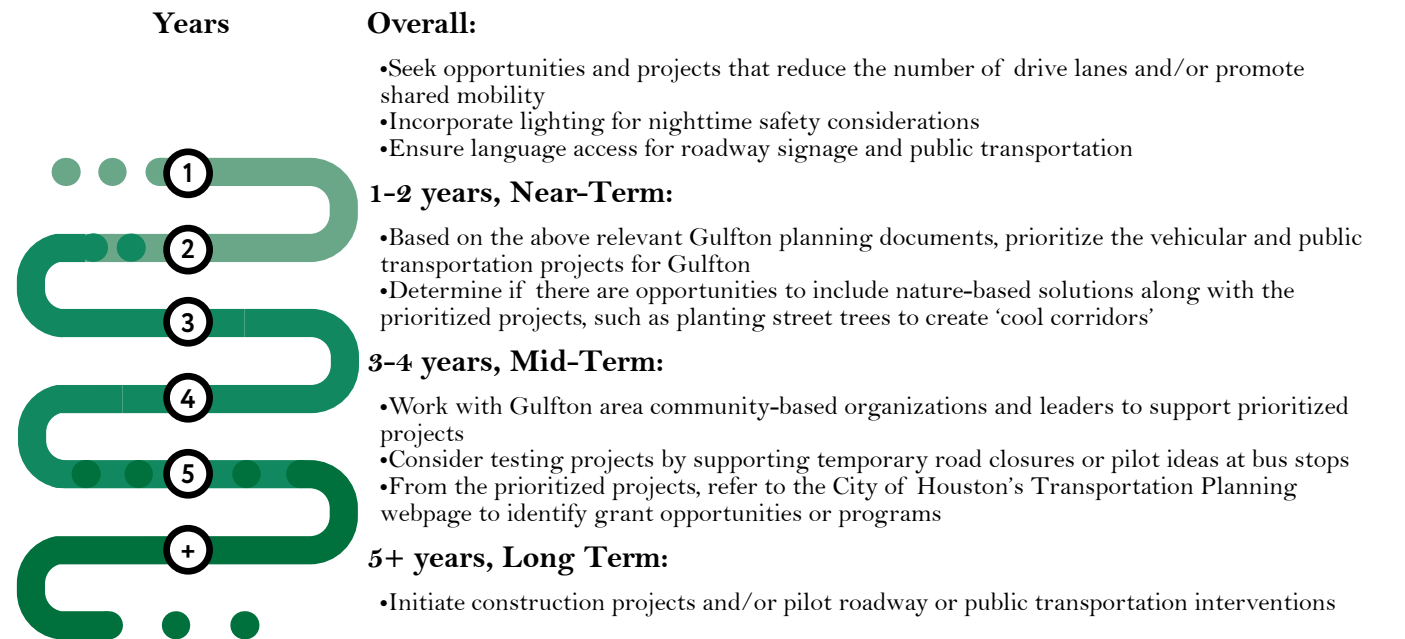 Years
Overall:
•Seek opportunities and projects that reduce the number of drive lanes and/or promote
shared mobility
•Incorporate lighting for nighttime safety considerations
•Ensure language access for roadway signage and public transportation
1
1-2 years, Near-Term:
•Based on the above relevant Gulfton planning documents, prioritize the vehicular and public
transportation projects for Gulfton
2
•Determine if there are opportunities to include nature-based solutions along with the
prioritized projects, such as planting street trees to create ‘cool corridors’
3
3-4 years, Mid-Term:
•Work with Gulfton area community-based organizations and leaders to support prioritized
projects
4
•Consider testing projects by supporting temporary road closures or pilot ideas at bus stops
5
•From the prioritized projects, refer to the City of Houston’s Transportation Planning
webpage to identify grant opportunities or programs
+
5+ years, Long Term:
•Initiate construction projects and/or pilot roadway or public transportation interventions